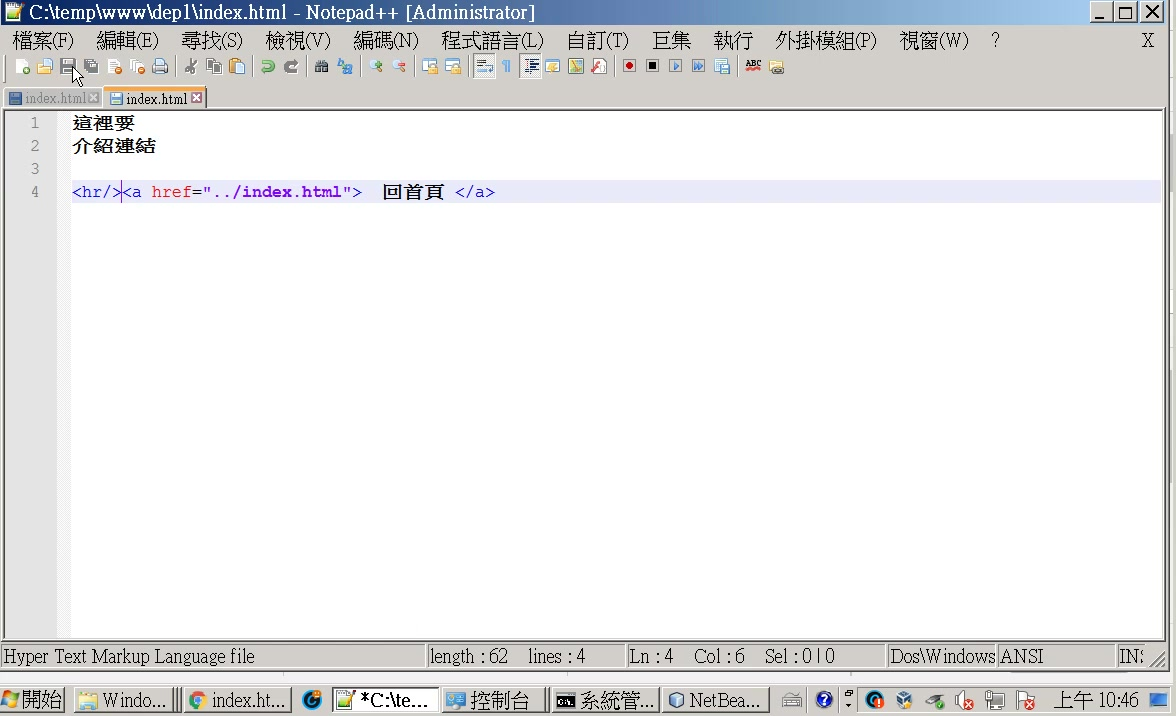 C:\temp\www\dep1\index.html - Notepad++ [Administrator]
檔案(F) 編輯(E) 尋找(S) 檢視(V) 編碼(N) 程式語言(L) 自訂(T) 巨集 執行 外掛模組(P) 視窗(W) ? X
ABC
index.html index.html
1 這裡要
2 介紹連結
3
4 <hr/><a href="../index.html"> 回首頁 </a>
Hyper Text Markup Language file length : 62 lines : 4 Ln : 4 Col : 6 Sel : 0 | 0 Dos\Windows ANSI INS
開始 Windo... index.ht... *C:\te... 控制台 系統管... NetBea... 上午 10:46